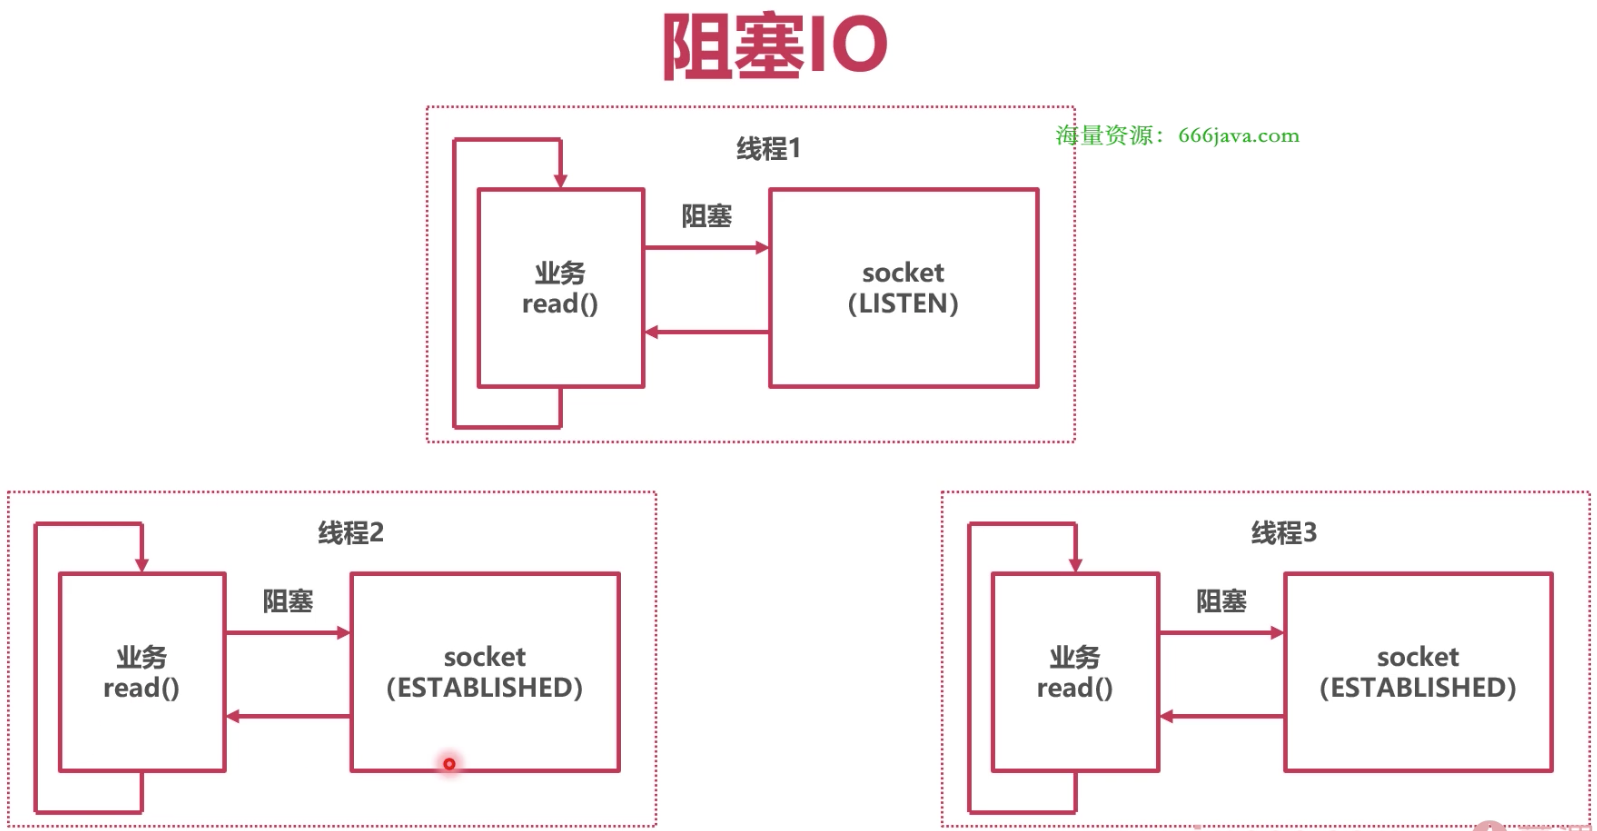 阻塞IO
海量资源：666java.com
线程1
阻塞
业务
read()
socket
(LISTEN)
线程2
阻塞
业务
read()
socket
(ESTABLISHED)
线程3
阻塞
业务
read()
socket
(ESTABLISHED)